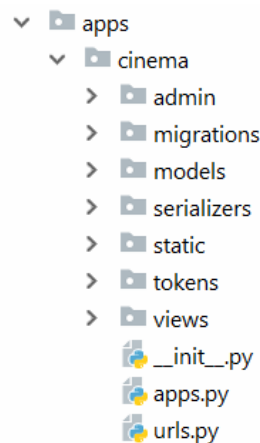 apps
cinema
admin
migrations
models
serializers
static
tokens
views
__init__.py
apps.py
urls.py